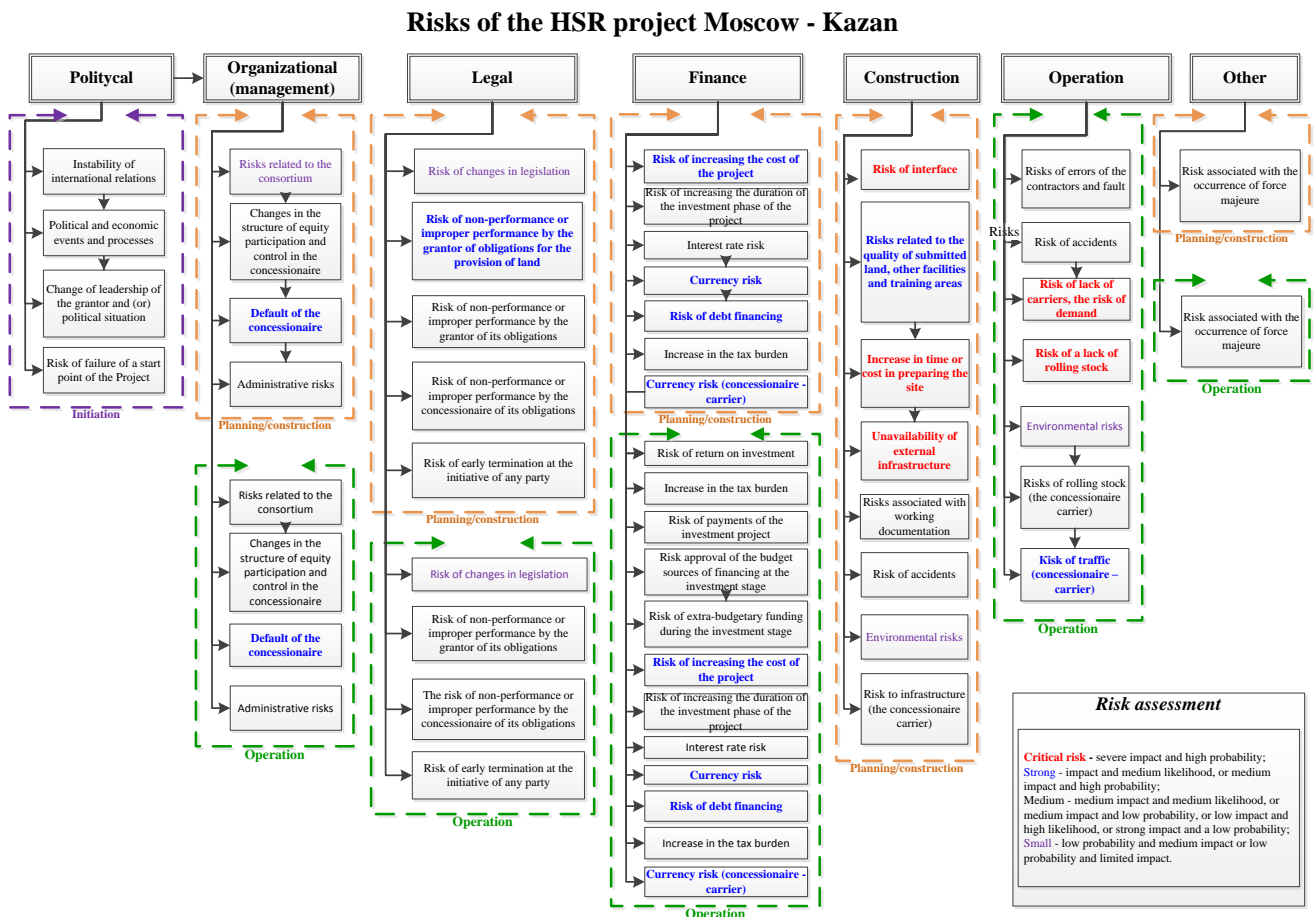 Risks of the HSR project Moscow - Kazan
Politycal
Instability of
international relations
Political and economic
events and processes
Change of leadership of
the grantor and (or)
political situation
Risk of failure of a start
point of the Project
Initiation
Organizational
(management)
Risks related to the
consortium
Changes in the
structure of equity
participation and
control in the
concessionaire
Default of the
concessionaire
Administrative risks
Planning/construction
Risks related to the
consortium
Changes in the
structure of equity
participation and
control in the
concessionaire
Default of the
concessionaire
Administrative risks
Operation
Legal
Risk of changes in legislation
Risk of non-performance or
improper performance by the
grantor of obligations for the
provision of land
Risk of non-performance or
improper performance by the
grantor of its obligations
Risk of non-performance or
improper performance by the
concessionaire of its obligations
Risk of early termination at the
initiative of any party
Planning/construction
Risk of changes in legislation
Risk of non-performance or
improper performance by the
grantor of its obligations
The risk of non-performance or
improper performance by the
concessionaire of its obligations
Risk of early termination at the
initiative of any party
Operation
Finance
Risk of increasing the cost of
the project
Risk of increasing the duration of
the investment phase of the
project
Interest rate risk
Currency risk
Risk of debt financing
Increase in the tax burden
Currency risk (concessionaire -
carrier)
Planning/construction
Risk of return on investment
Increase in the tax burden
Risk of payments of the
investment project
Risk approval of the budget
sources of financing at the
investment stage
Risk of extra-budgetary funding
during the investment stage
Risk of increasing the cost of
the project
Risk of increasing the duration of
the investment phase of the
project
Interest rate risk
Currency risk
Risk of debt financing
Increase in the tax burden
Currency risk (concessionaire -
carrier)
Operation
Construction
Risk of interface
Risks related to the
quality of submitted
land, other facilities
and training areas
Increase in time or
cost in preparing the
site
Unavailability of
external
infrastructure
Risks associated with
working
documentation
Risk of accidents
Environmental risks
Risk to infrastructure
(the concessionaire
carrier)
Planning/construction
Operation
Risks of errors of the
contractors and fault
Risks
Risk of accidents
Risk of lack of
carriers, the risk of
demand
Risk of a lack of
rolling stock
Environmental risks
Risks of rolling stock
(the concessionaire
carrier)
Kisk of traffic
(concessionaire –
carrier)
Operation
Other
Risk associated with the
occurrence of force
majeure
Planning/construction
Risk associated with the
occurrence of force
majeure
Operation
Risk assessment
Critical risk - severe impact and high probability;
Strong - impact and medium likelihood, or medium
impact and high probability;
Medium - medium impact and medium likelihood, or
medium impact and low probability, or low impact and
high likelihood, or strong impact and a low probability;
Small - low probability and medium impact or low
probability and limited impact.